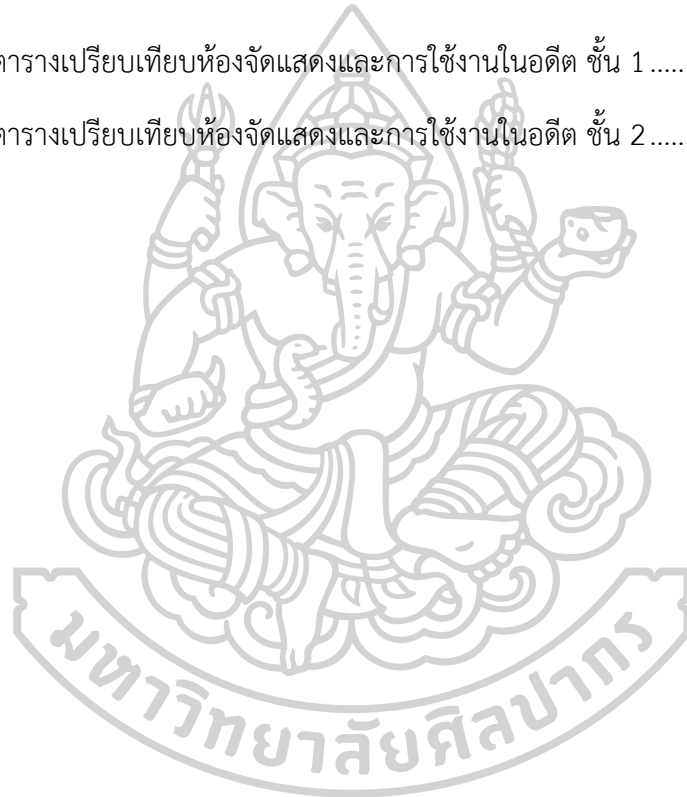 ตารางเปรียบเทียบห้องจัดแสดงและการใช้งานในอดีต ชั้น 1 .....
ตารางเปรียบเทียบห้องจัดแสดงและการใช้งานในอดีต ชั้น 2 .....
มหาวิทยาลัยศิลปากร